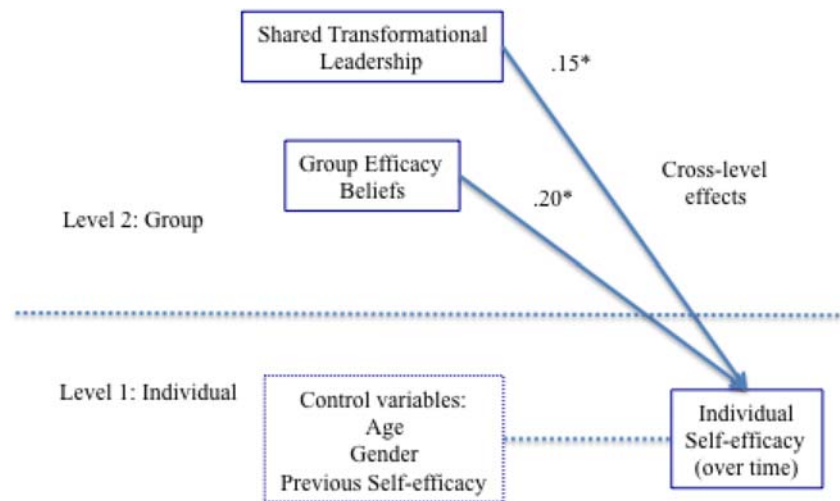 Shared Transformational
Leadership
.15*
Group Efficacy
Beliefs
Cross-level
effects
.20*
Level 2: Group
Level 1: Individual
Control variables:
Age
Gender
Previous Self-efficacy
Individual
Self-efficacy
(over time)